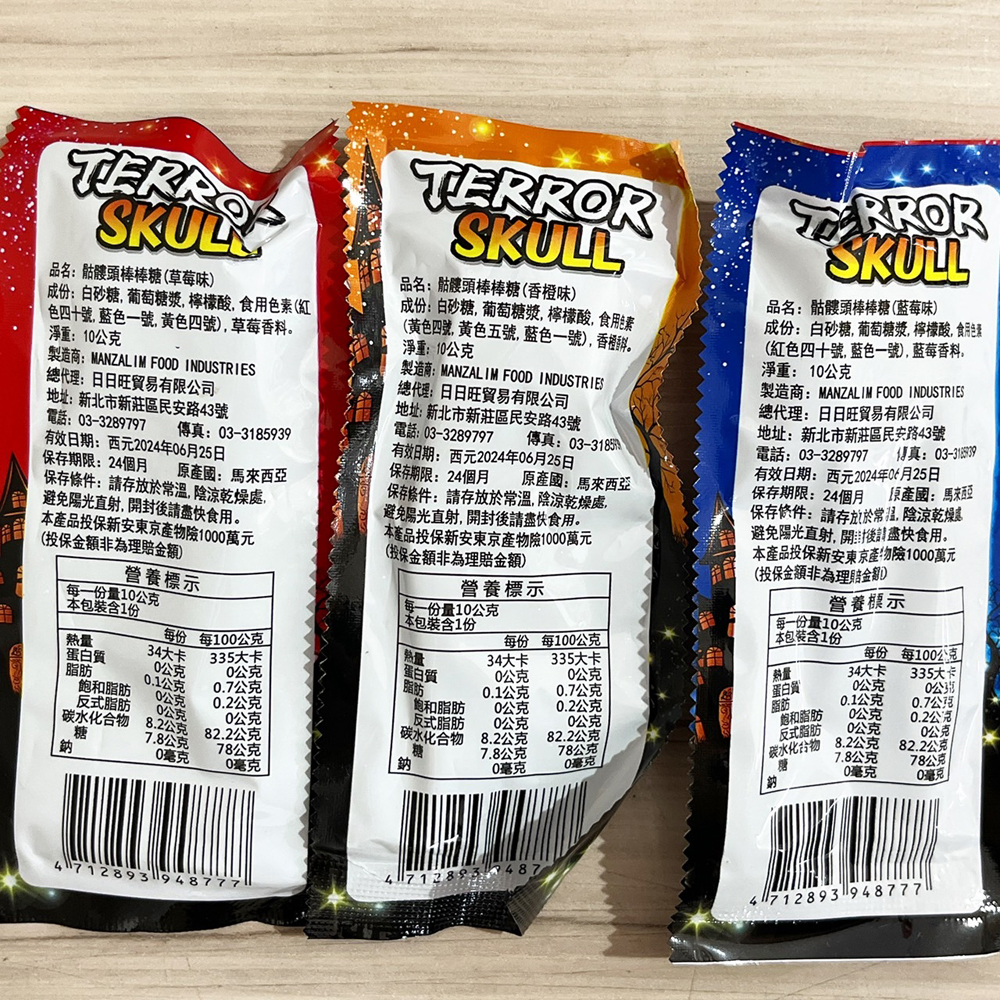 TERROR
SKULL
品名: 骷髏頭棒棒糖(草莓味)
成份: 白砂糖, 葡萄糖漿, 檸檬酸, 食用色素(紅
色四十號, 藍色一號, 黃色四號), 草莓香料。
淨重: 10公克
製造商: MANZALIM FOOD INDUSTRIES
總代理: 日日旺貿易有限公司
地址: 新北市新莊區民安路43號
電話: 03-3289797 傳真: 03-3185939
有效日期: 西元2024年06月25日
保存期限: 24個月 原產國: 馬來西亞
保存條件: 請存放於常溫, 陰涼乾燥處,
避免陽光直射, 開封後請盡快食用。
本產品投保新安東京產物險1000萬元
(投保金額非為理賠金額)
營養標示
每一份量10公克
本包裝含1份
每份 每100公克
熱量 34大卡 335大卡
蛋白質 0公克 0公克
脂肪 0.1公克 0.7公克
飽和脂肪 0公克 0.2公克
反式脂肪 0公克 0公克
碳水化合物 8.2公克 82.2公克
糖 7.8公克 78公克
鈉 0毫克 0毫克
4 712893 948777
TERROR
SKULL
品名: 骷髏頭棒棒糖(香橙味)
成份: 白砂糖, 葡萄糖漿, 檸檬酸, 食用色素
(黃色四號, 黃色五號, 藍色一號), 香橙香料。
淨重: 10公克
製造商: MANZALIM FOOD INDUSTRIES
總代理: 日日旺貿易有限公司
地址: 新北市新莊區民安路43號
電話: 03-3289797 傳真: 03-318593
有效日期: 西元2024年06月25日
保存期限: 24個月 原產國: 馬來西亞
保存條件: 請存放於常溫, 陰涼乾燥處,
避免陽光直射, 開封後請盡快食用。
本產品投保新安東京產物險1000萬元
(投保金額非為理賠金額)
營養標示
每一份量10公克
本包裝含1份
每份 每100公克
熱量 34大卡 335大卡
蛋白質 0公克 0公克
脂肪 0.1公克 0.7公克
飽和脂肪 0公克 0.2公克
反式脂肪 0公克 0公克
碳水化合物 8.2公克 82.2公克
糖 7.8公克 78公克
鈉 0毫克 0毫克
4 712893 9487
TERROR
SKULL
品名: 骷髏頭棒棒糖(藍莓味)
成份: 白砂糖, 葡萄糖漿, 檸檬酸, 食用色素
(紅色四十號, 藍色一號), 藍莓香料。
淨重: 10公克
製造商: MANZALIM FOOD INDUSTRIES
總代理: 日日旺貿易有限公司
地址: 新北市新莊區民安路43號
電話: 03-3289797 傳真: 03-3185939
有效日期: 西元2024年06月25日
保存期限: 24個月 原產國: 馬來西亞
保存條件: 請存放於常溫, 陰涼乾燥處,
避免陽光直射, 開封後請盡快食用。
本產品投保新安東京產物險1000萬元
(投保金額非為理賠金額)
營養標示
每一份量10公克
本包裝含1份
每份 每100公克
熱量 34大卡 335大卡
蛋白質 0公克 0公克
脂肪 0.1公克 0.7公克
飽和脂肪 0公克 0.2公克
反式脂肪 0公克 0公克
碳水化合物 8.2公克 82.2公克
糖 7.8公克 78公克
鈉 0毫克 0毫克
4 712893 948777